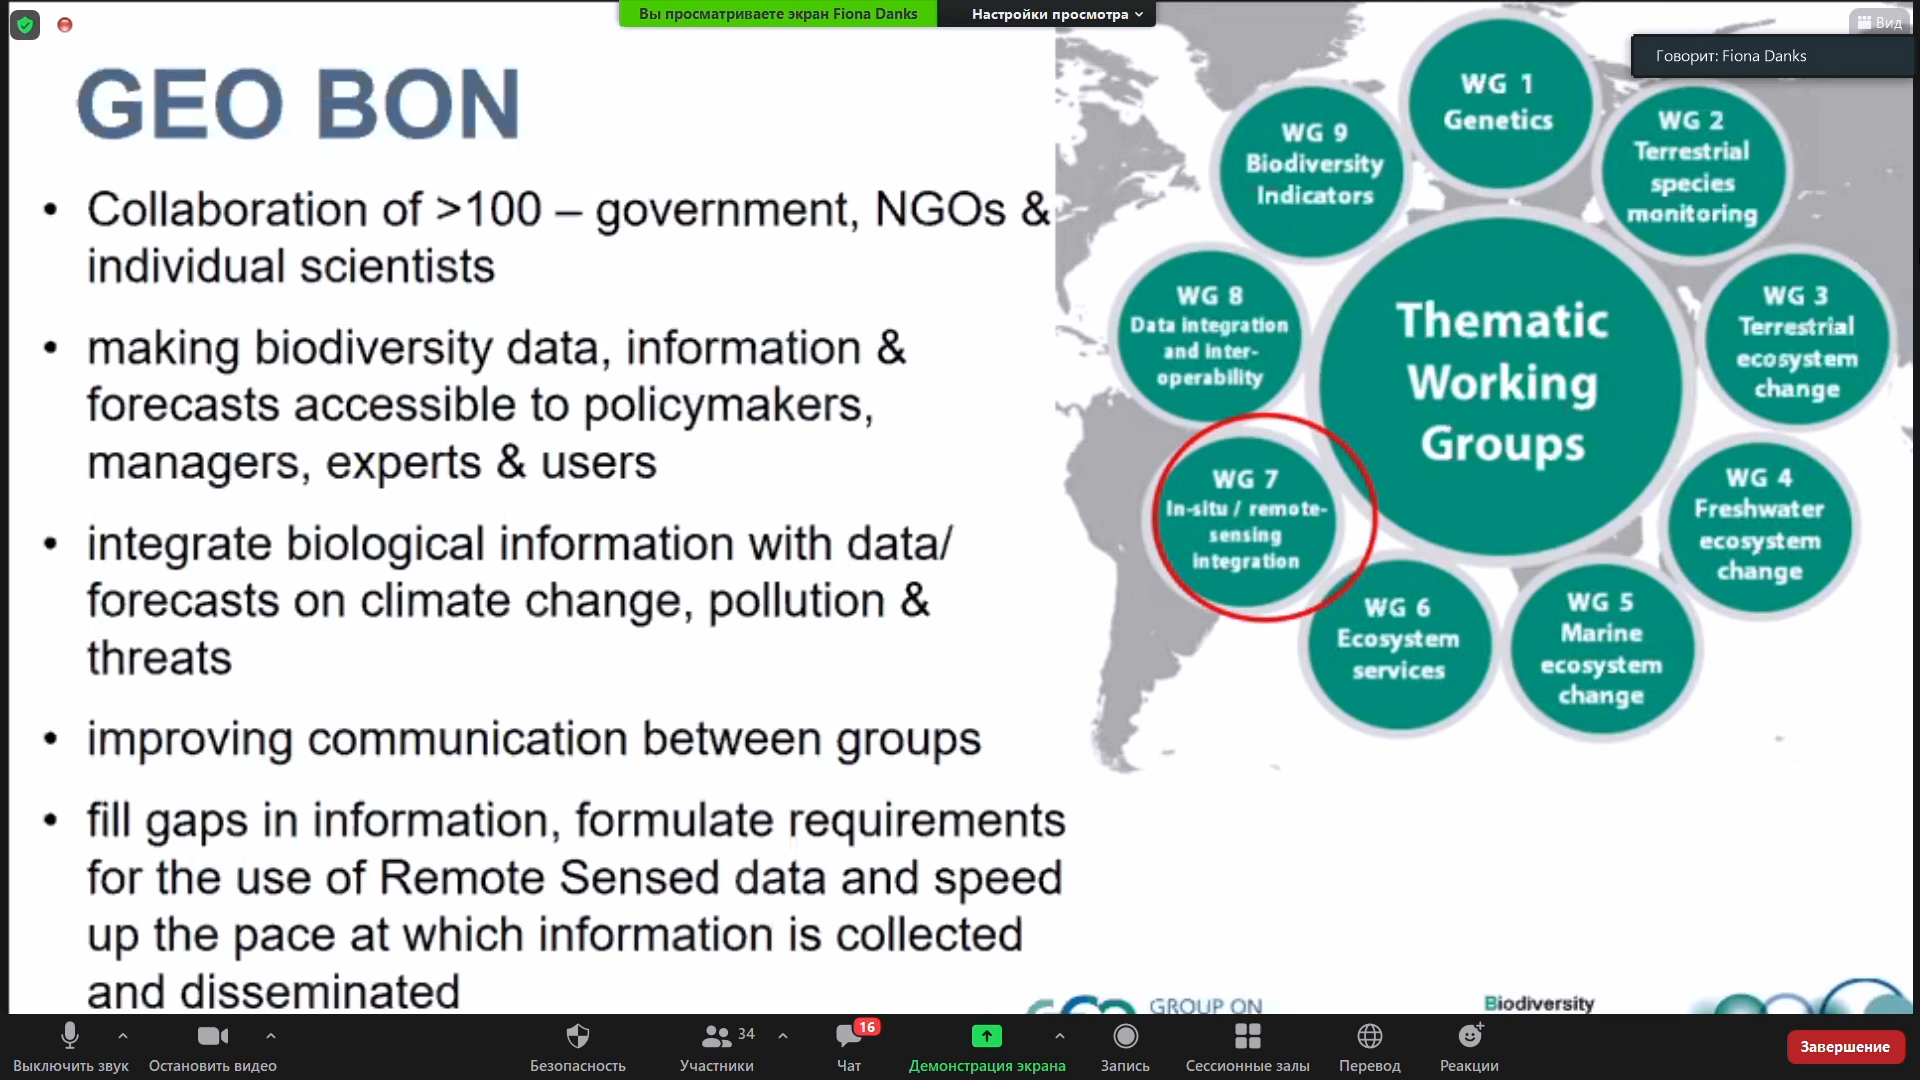 Вы просматриваете экран Fiona Danks
Настройки просмотра
Вид
Говорит: Fiona Danks
GEO BON
• Collaboration of >100 – government, NGOs &
individual scientists
• making biodiversity data, information &
forecasts accessible to policymakers,
managers, experts & users
• integrate biological information with data/
forecasts on climate change, pollution &
threats
• improving communication between groups
• fill gaps in information, formulate requirements
for the use of Remote Sensed data and speed
up the pace at which information is collected
and disseminated
Thematic
Working
Groups
WG 1
Genetics
WG 2
Terrestrial
species
monitoring
WG 3
Terrestrial
ecosystem
change
WG 4
Freshwater
ecosystem
change
WG 5
Marine
ecosystem
change
WG 6
Ecosystem
services
WG 7
In-situ / remote-
sensing
integration
WG 8
Data integration
and inter-
operability
WG 9
Biodiversity
Indicators
GROUP ON
Biodiversity
Выключить звук
Остановить видео
Безопасность
34
Участники
16
Чат
Демонстрация экрана
Запись
Сессионные залы
Перевод
Реакции
Завершение